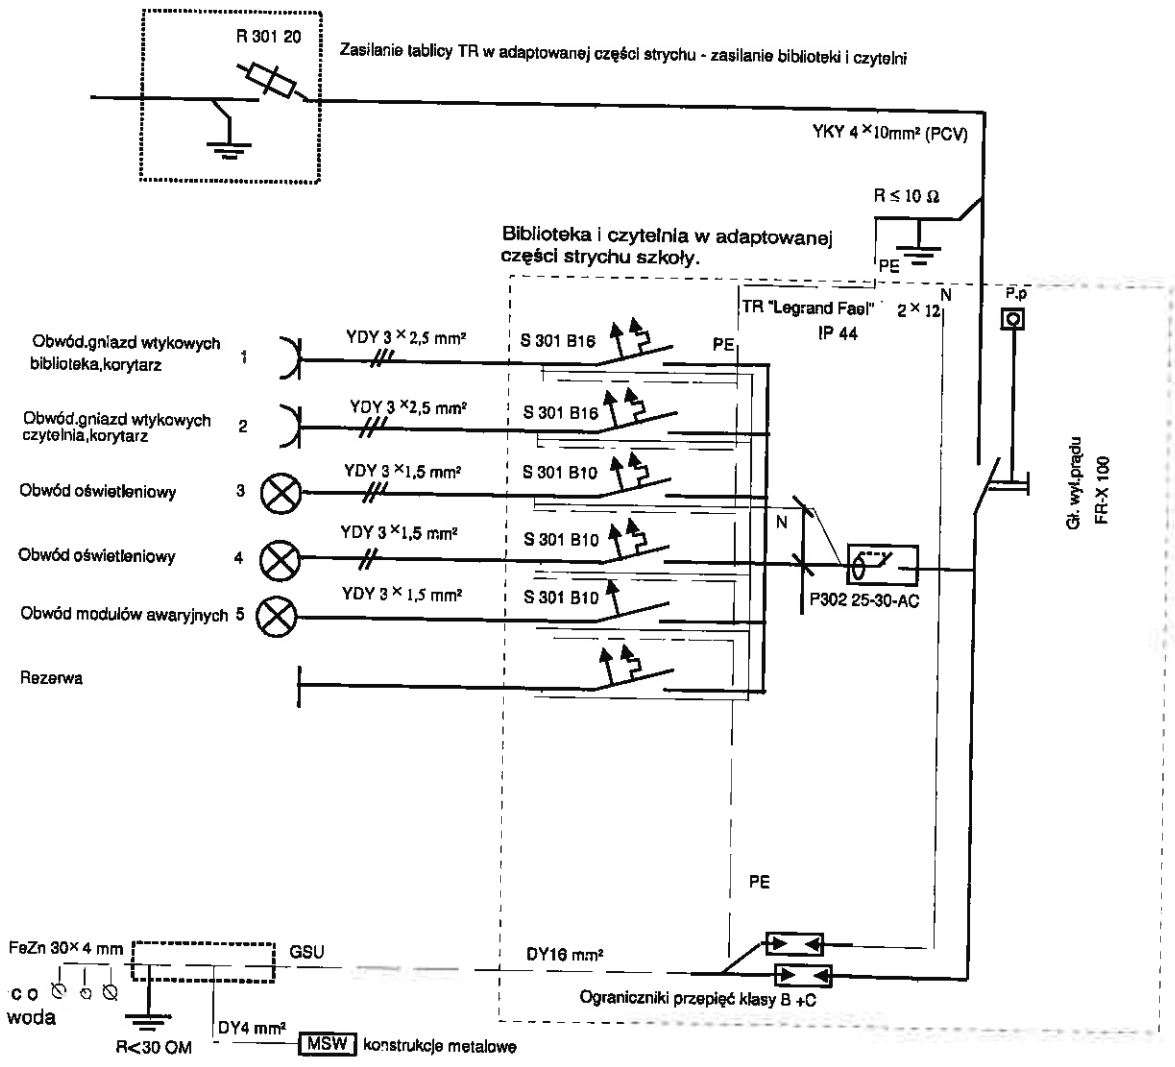 R 301 20
Zasilanie tablicy TR w adaptowanej części strychu - zasilanie biblioteki i czytelni
YKY 4 × 10mm² (PCV)
R ≤ 10 Ω
Biblioteka i czytelnia w adaptowanej
części strychu szkoły.
PE
N
P.p
TR "Legrand Fael" 2 × 12
IP 44
Obwód.gniazd wtykowych
biblioteka,korytarz
1
YDY 3 × 2,5 mm²
S 301 B16
PE
Obwód.gniazd wtykowych
czytelnia,korytarz
2
YDY 3 ×2,5 mm²
S 301 B16
Obwód oświetleniowy 3
YDY 3 ×1,5 mm²
S 301 B10
Gł. wył.prądu
FR-X 100
N
Obwód oświetleniowy 4
YDY 3 ×1,5 mm²
S 301 B10
P302 25-30-AC
Obwód modułów awaryjnych 5
YDY 3 × 1,5 mm²
S 301 B10
Rezerwa
PE
FeZn 30× 4 mm
GSU
DY16 mm²
c o
woda
Ograniczniki przepięć klasy B +C
R<30 OM
DY4 mm²
MSW konstrukcje metalowe